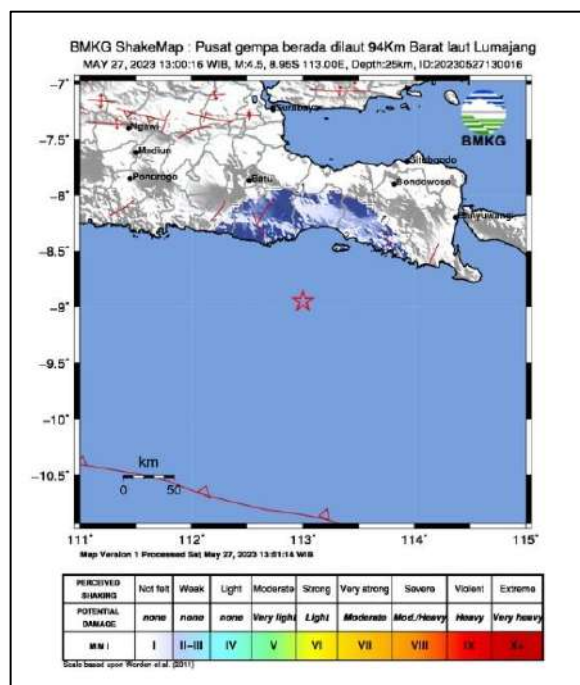 BMKG ShakeMap : Pusat gempa berada dilaut 94Km Barat laut Lumajang
MAY 27, 2023 13:00:16 WIB, M:4.5, 8.95S 113.00E, Depth:25km, ID:20230527130016
-7˚
Surabaya
BMKG
Ngawi
-7.5˚
Madiun
Situbondo
Ponorogo
Batu
Bondowoso
-8˚
Banyuwangi
-8.5˚
-9˚
-9.5˚
-10˚
km
-10.5˚
0 50
111˚ 112˚ 113˚ 114˚ 115˚
Map Version 1 Processed Sat May 27, 2023 13:51:14 WIB
PERCEIVED SHAKING Not felt Weak Light Moderate Strong Very strong Severe Violent Extreme
POTENTIAL DAMAGE none none none Very light Light Moderate Mod./Heavy Heavy Very heavy
MMI I II–III IV V VI VII VIII IX X+
Scale based upon Worden et al. (2011)